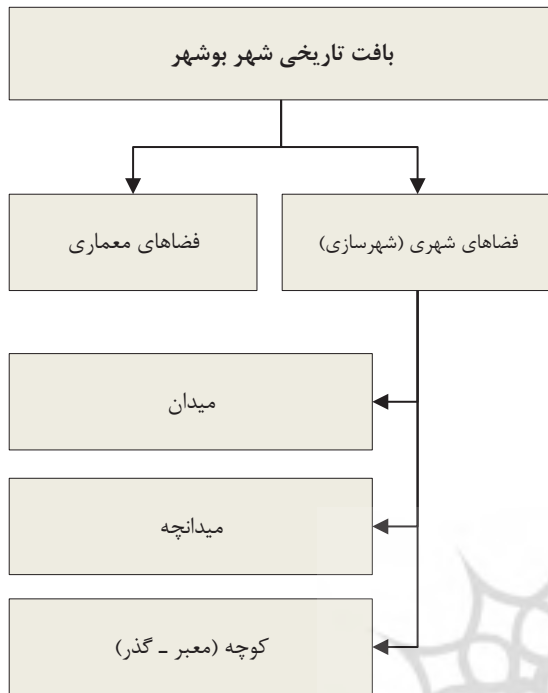 بافت تاریخی شهر بوشهر
فضاهای شهری (شهرسازی)
فضاهای معماری
میدان
میدانچه
کوچه (معبر ـ گذر)